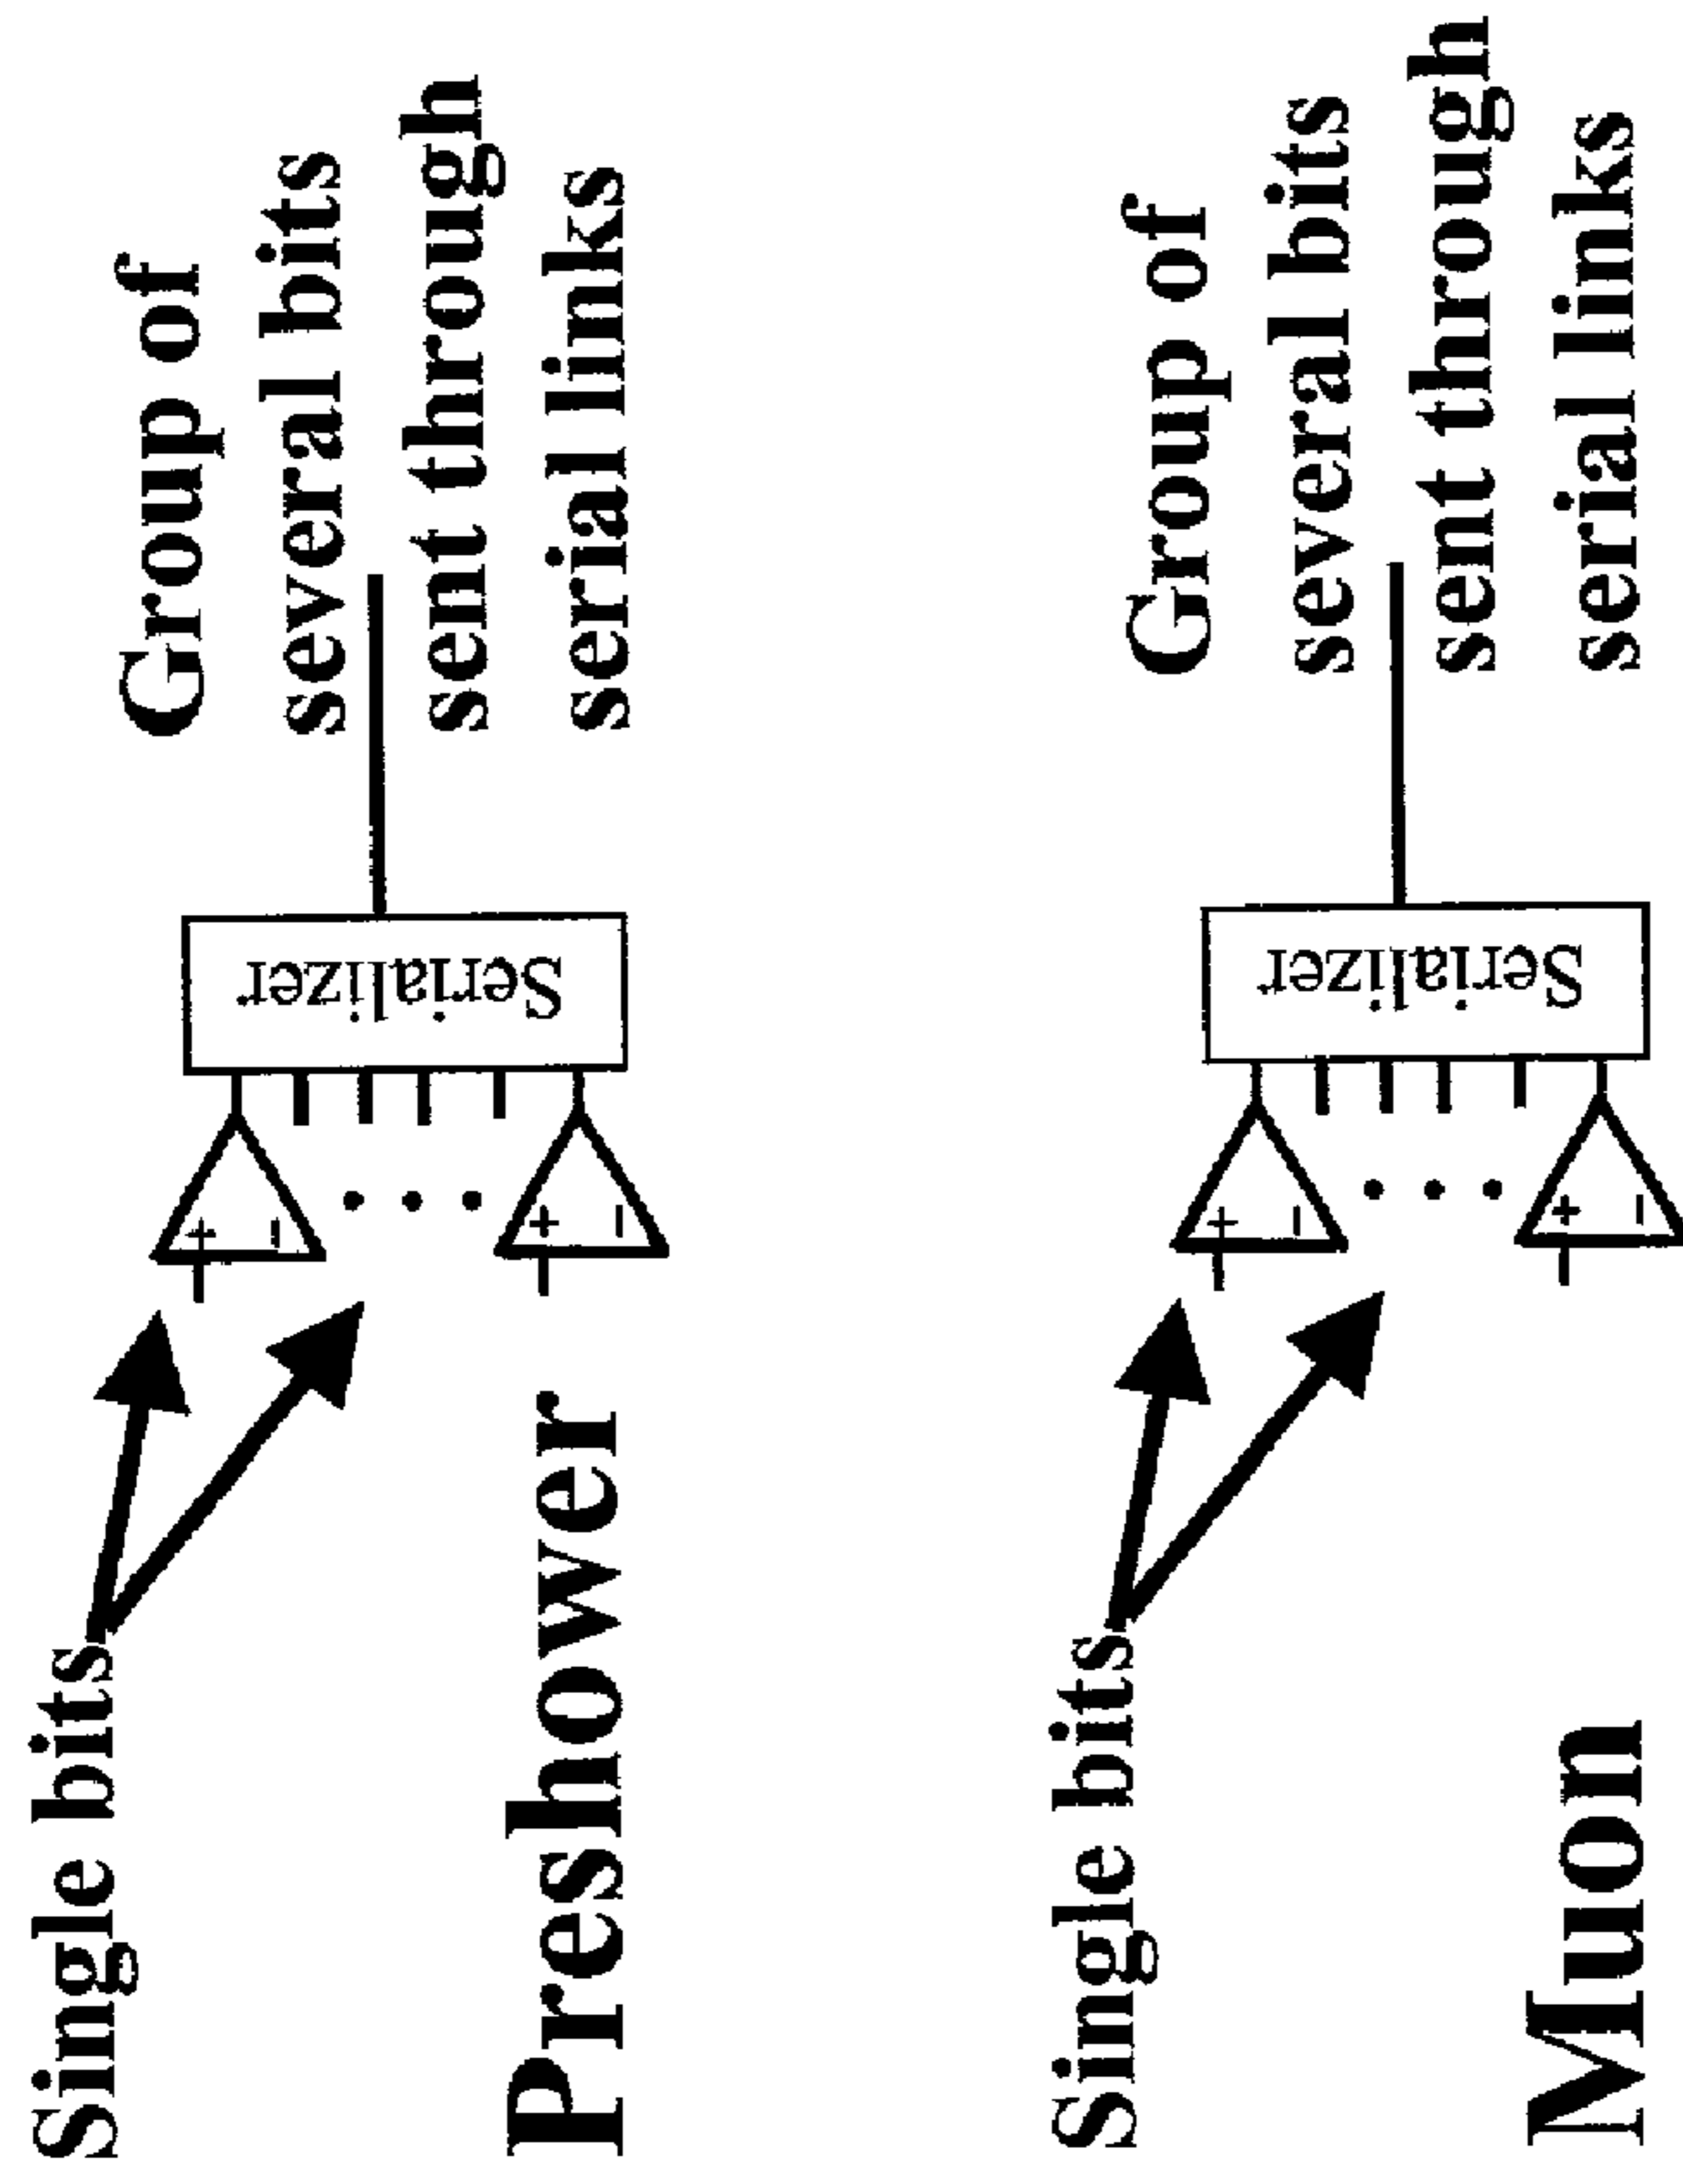 Single bits
Preshower
Serializer
Group of
several bits
sent through
serial links
Single bits
Muon
Serializer
Group of
several bits
sent through
serial links